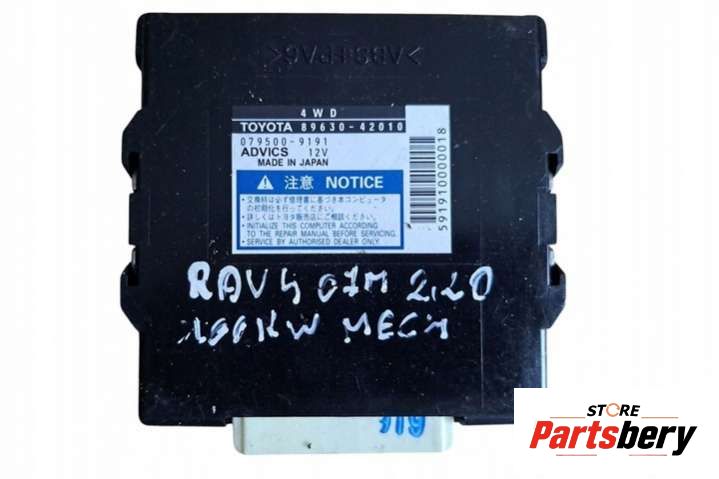 >ABS+PA6<
4WD
TOYOTA 89630-42010
079500-9191
ADVICS 12V
MADE IN JAPAN
注意 NOTICE
・交換時は必ず修理書に基づき本コンピュータ
の初期化を行ってください。
・詳しくはトヨタ販売店にご相談ください。
・INITIALIZE THIS COMPUTER ACCORDING
TO THE REPAIR MANUAL BEFORE SERVICING.
・SERVICE BY AUTHORISED DEALER ONLY.
591910000018
RAV4 07M 2,2D
100KW MECH
STORE
Partsbery